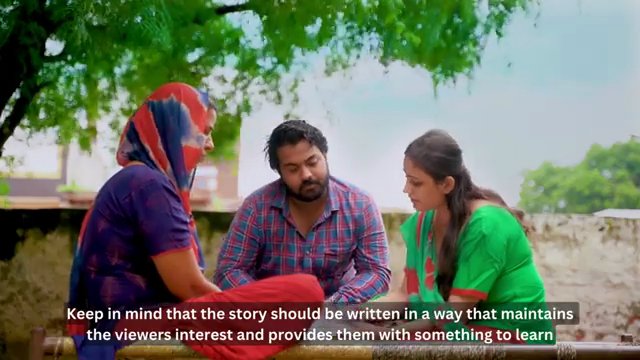 Keep in mind that the story should be written in a way that maintains
the viewers interest and provides them with something to learn